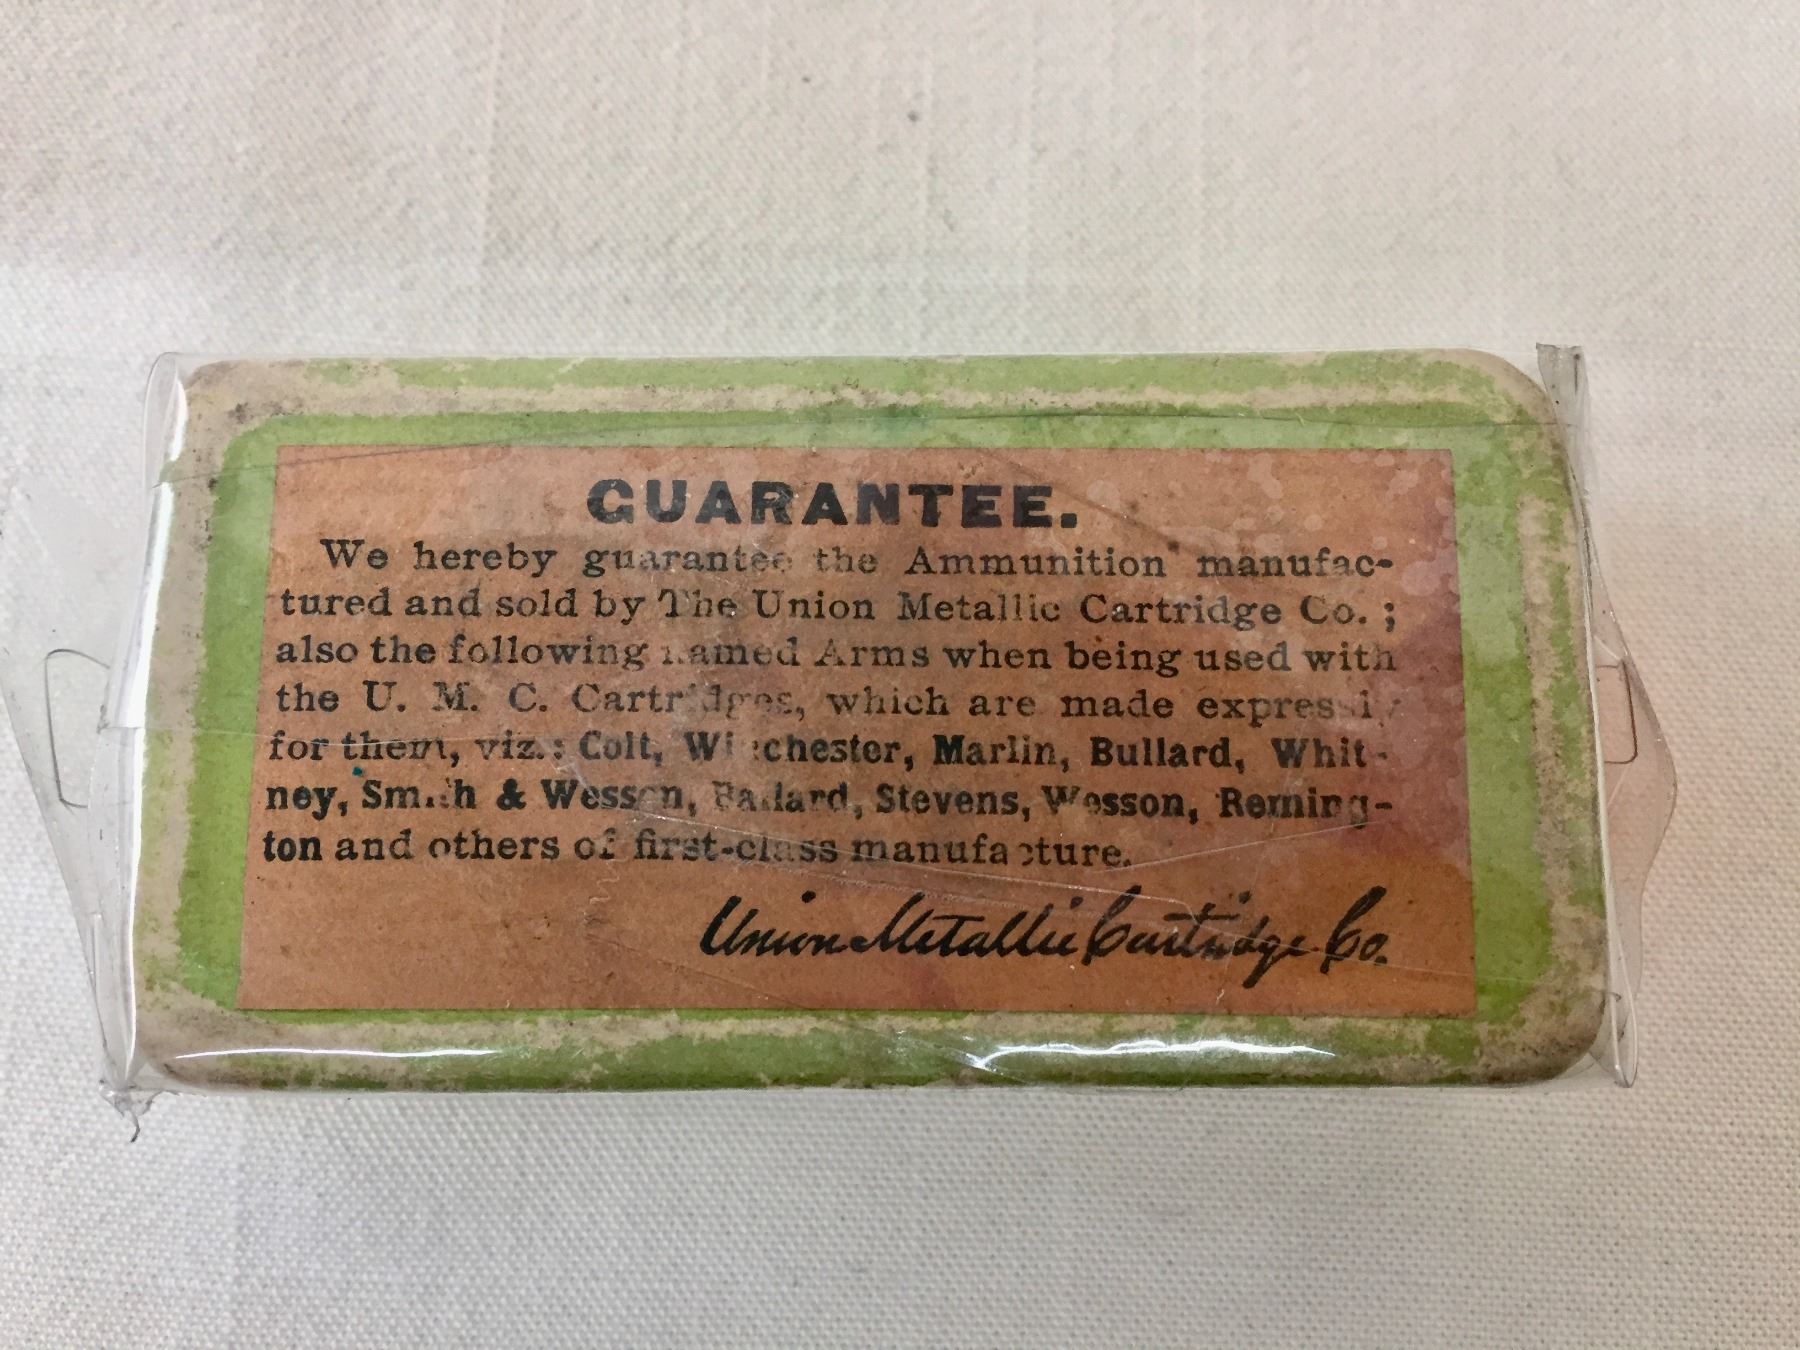 GUARANTEE.
We hereby guarantee the Ammunition manufac-
tured and sold by The Union Metallic Cartridge Co. ;
also the following named Arms when being used with
the U. M. C. Cartridges, which are made expressly
for them, viz.: Colt, Winchester, Marlin, Bullard, Whit-
ney, Smith & Wesson, Ballard, Stevens, Wesson, Reming-
ton and others of first-class manufacture.
Union Metallic Cartridge Co.